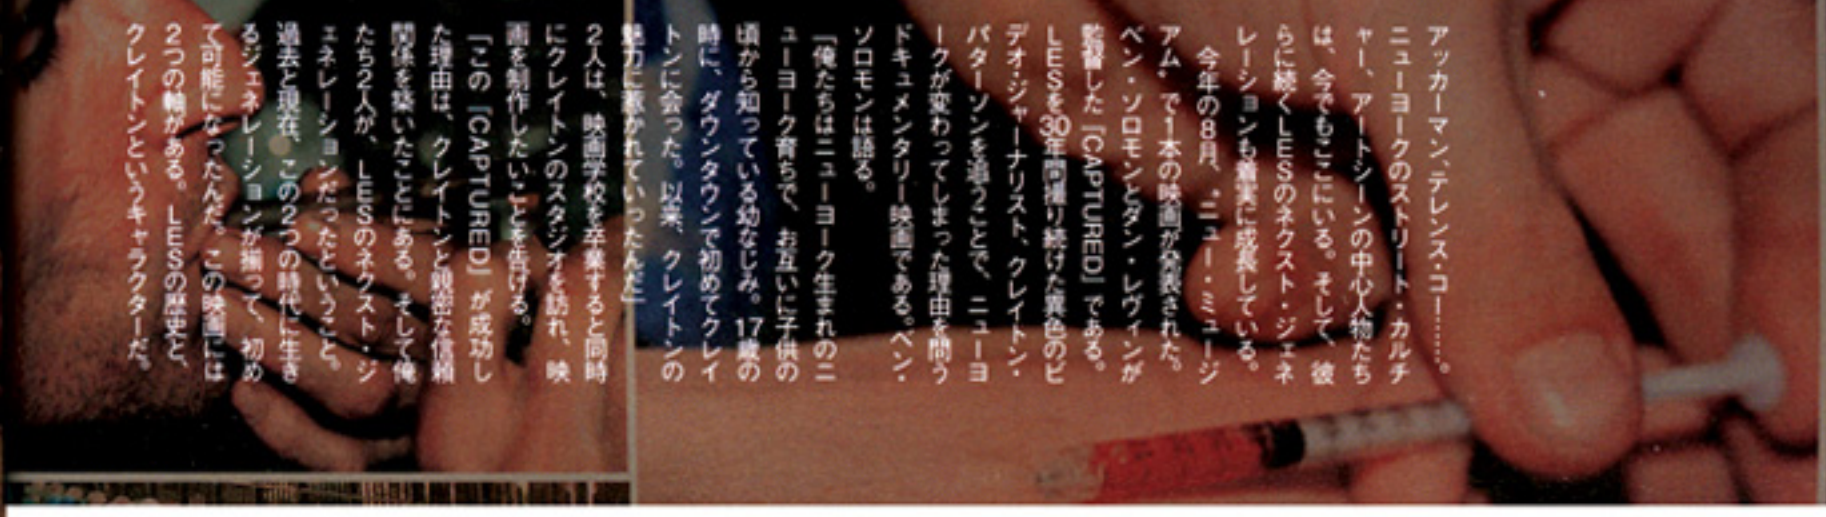 アッカーマン、テレンス・コー……。
ニューヨークのストリート・カルチ
ャー、アートシーンの中心人物たち
は、今でもここにいる。そして、彼
らに続くLESのネクスト・ジェネ
レーションも着実に成長している。
今年の8月、〝ニュー・ミュージ
アム〟で1本の映画が発表された。
ベン・ソロモンとダン・レヴィンが
監督した『CAPTURED』である。
LESを30年間撮り続けた異色のビ
デオ・ジャーナリスト、クレイトン・
パターソンを追うことで、ニューヨ
ークが変わってしまった理由を問う
ドキュメンタリー映画である。ベン・
ソロモンは語る。
「俺たちはニューヨーク生まれのニ
ューヨーク育ちで、お互いに子供の
頃から知っている幼なじみ。17歳の
時に、ダウンタウンで初めてクレイ
トンに会った。以来、クレイトンの
魅力に惹かれていったんだ」
2人は、映画学校を卒業すると同時
にクレイトンのスタジオを訪れ、映
画を制作したいことを告げる。
「この『CAPTURED』が成功し
た理由は、クレイトンと親密な信頼
関係を築いたことにある。そして俺
たち2人が、LESのネクスト・ジ
ェネレーションだったということ。
過去と現在、この2つの時代に生き
るジェネレーションが揃って、初め
て可能になったんだ。この映画には
2つの軸がある。LESの歴史と、
クレイトンというキャラクターだ。